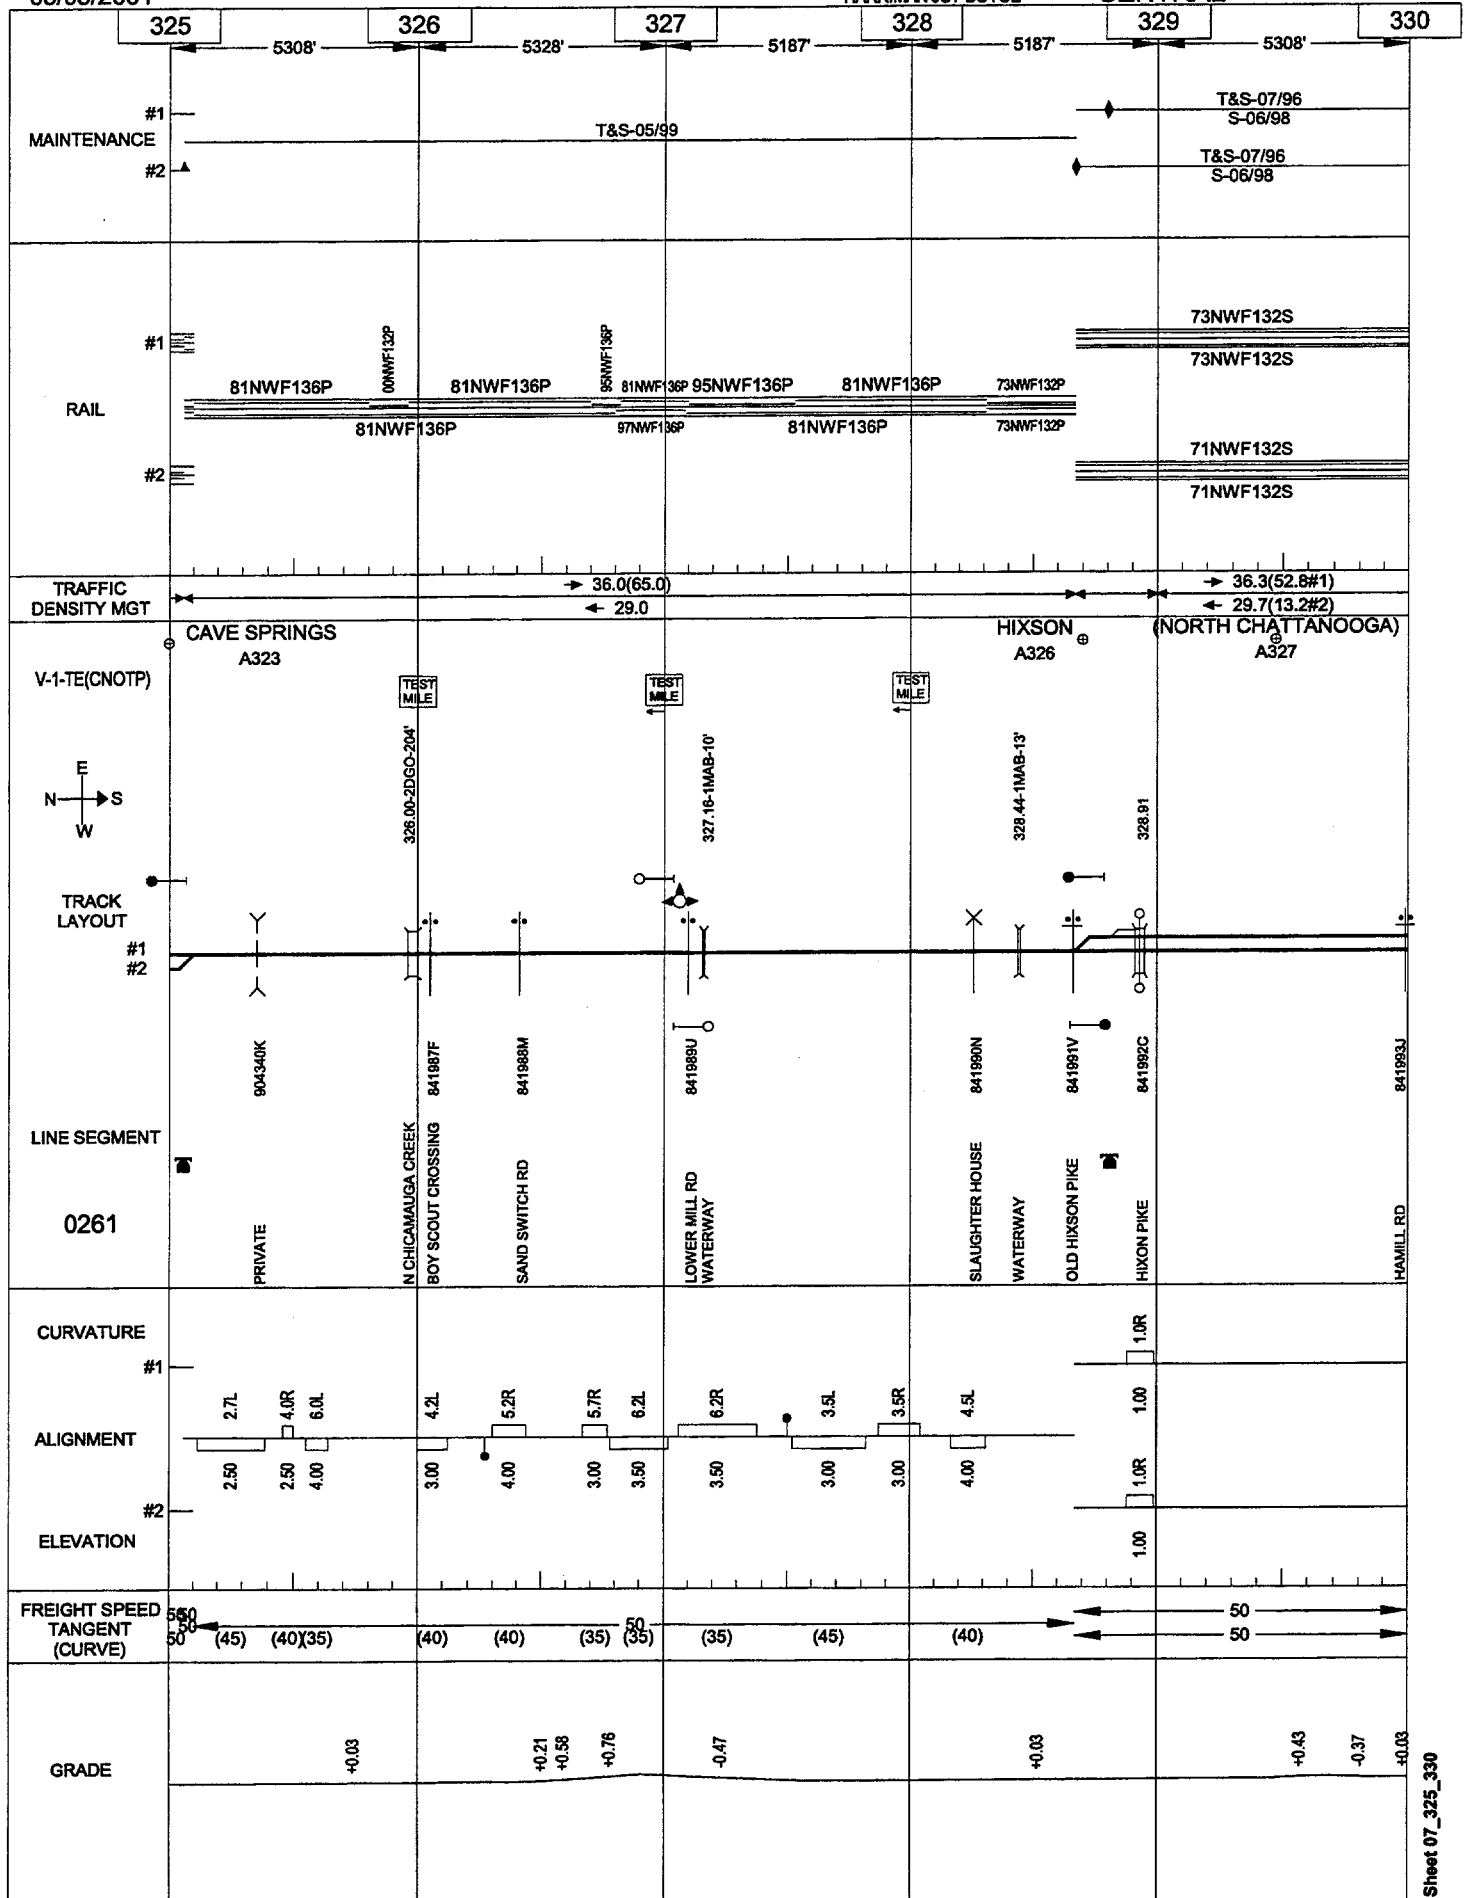 325 326 327 328 329 330
5308' 5328' 5187' 5187' 5308'
#1
T&S-07/96
S-06/98
MAINTENANCE
T&S-05/99
#2
T&S-07/96
S-06/98
#1
73NWF132S
73NWF132S
00NWF132P
95NWF136P
81NWF136P 81NWF136P 81NWF136P 95NWF136P 81NWF136P 73NWF132P
RAIL
81NWF136P 97NWF136P 81NWF136P 73NWF132P
#2
71NWF132S
71NWF132S
TRAFFIC
DENSITY MGT
36.0(65.0)
29.0
36.3(52.8#1)
29.7(13.2#2)
CAVE SPRINGS
A323
HIXSON
A326
(NORTH CHATTANOOGA)
A327
V-1-TE(CNOTP)
TEST
MILE
TEST
MILE
TEST
MILE
326.00-2DGO-204'
327.16-1MAB-10'
328.44-1MAB-13'
328.91
E
N S
W
TRACK
LAYOUT
#1
#2
904340K
841987F
841988M
841989U
841990N
841991V
841992C
841993J
LINE SEGMENT
0261
PRIVATE
N CHICAMAUGA CREEK
BOY SCOUT CROSSING
SAND SWITCH RD
LOWER MILL RD
WATERWAY
SLAUGHTER HOUSE
WATERWAY
OLD HIXSON PIKE
HIXON PIKE
HAMILL RD
CURVATURE
#1
1.0R
1.00
2.7L 4.0R 6.0L 4.2L 5.2R 5.7R 6.2L 6.2R 3.5L 3.5R 4.5L
ALIGNMENT
2.50 2.50 4.00 3.00 4.00 3.00 3.50 3.50 3.00 3.00 4.00
#2
1.0R
1.00
ELEVATION
FREIGHT SPEED
TANGENT
(CURVE)
50
50
50
50
50
(45) (40)(35) (40) (40) (35) (35) (35) (45) (40)
GRADE
+0.03 +0.21 +0.58 +0.76 -0.47 +0.03 +0.43 -0.37 +0.03
Sheet 07_325_330